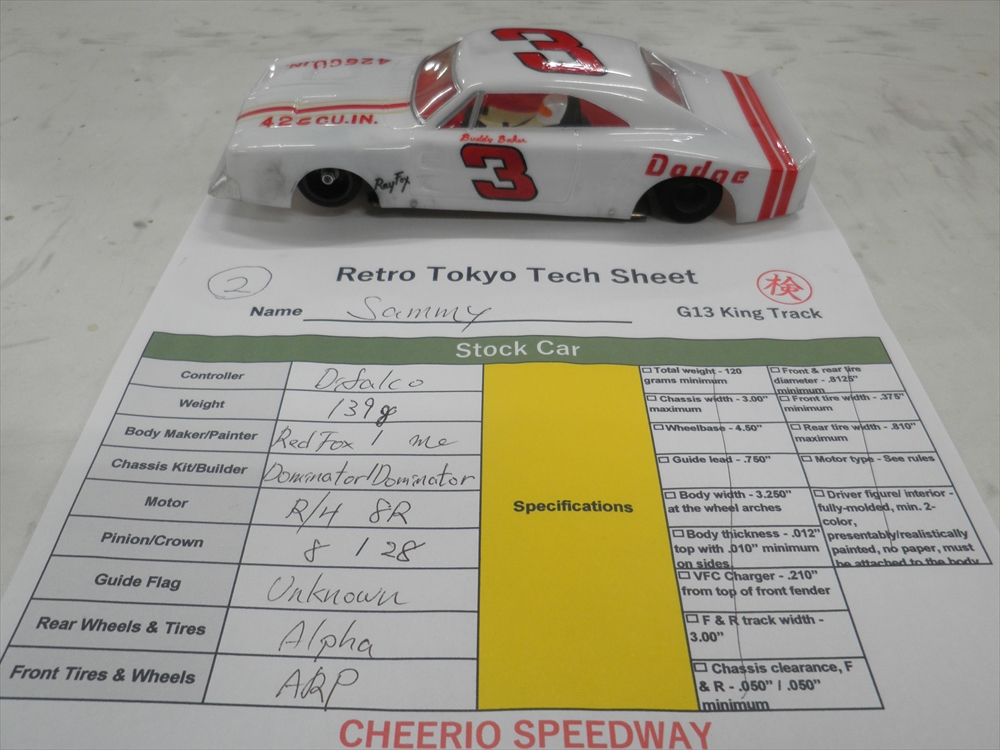 3
426CU.IN.
426CU.IN.
Buddy Baker
3
Ray Fox
Dodge
2
Retro Tokyo Tech Sheet
検
Name Sammy
G13 King Track
Stock Car
Controller Difalco
Weight 139g
Body Maker/Painter RedFox / me
Chassis Kit/Builder Dominator/Dominator
Motor R/H 8R
Pinion/Crown 8 / 28
Guide Flag Unknown
Rear Wheels & Tires Alpha
Front Tires & Wheels ARP
Specifications
Total weight - 120
grams minimum
Chassis width - 3.00"
maximum
Wheelbase - 4.50"
Guide lead - .750"
Body width - 3.250"
at the wheel arches
Body thickness - .012"
top with .010" minimum
on sides
VFC Charger - .210"
from top of front fender
F & R track width -
3.00"
Chassis clearance, F
& R - .050" / .050"
minimum
Front & rear tire
diameter - .8125"
minimum
Front tire width - .375"
minimum
Rear tire width - .810"
maximum
Motor type - See rules
Driver figure/ interior -
fully-molded, min. 2-
color,
presentably/realistically
painted, no paper, must
be attached to the body
CHEERIO SPEEDWAY